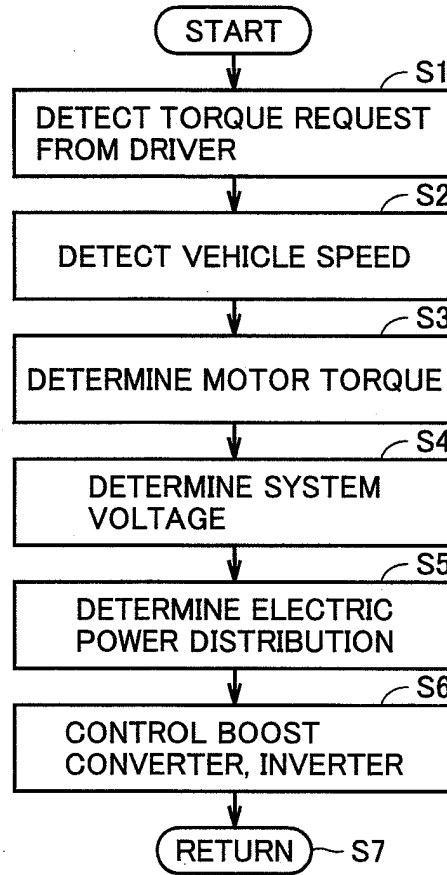 START
S1
DETECT TORQUE REQUEST
FROM DRIVER
S2
DETECT VEHICLE SPEED
S3
DETERMINE MOTOR TORQUE
S4
DETERMINE SYSTEM
VOLTAGE
S5
DETERMINE ELECTRIC
POWER DISTRIBUTION
S6
CONTROL BOOST
CONVERTER, INVERTER
RETURN S7